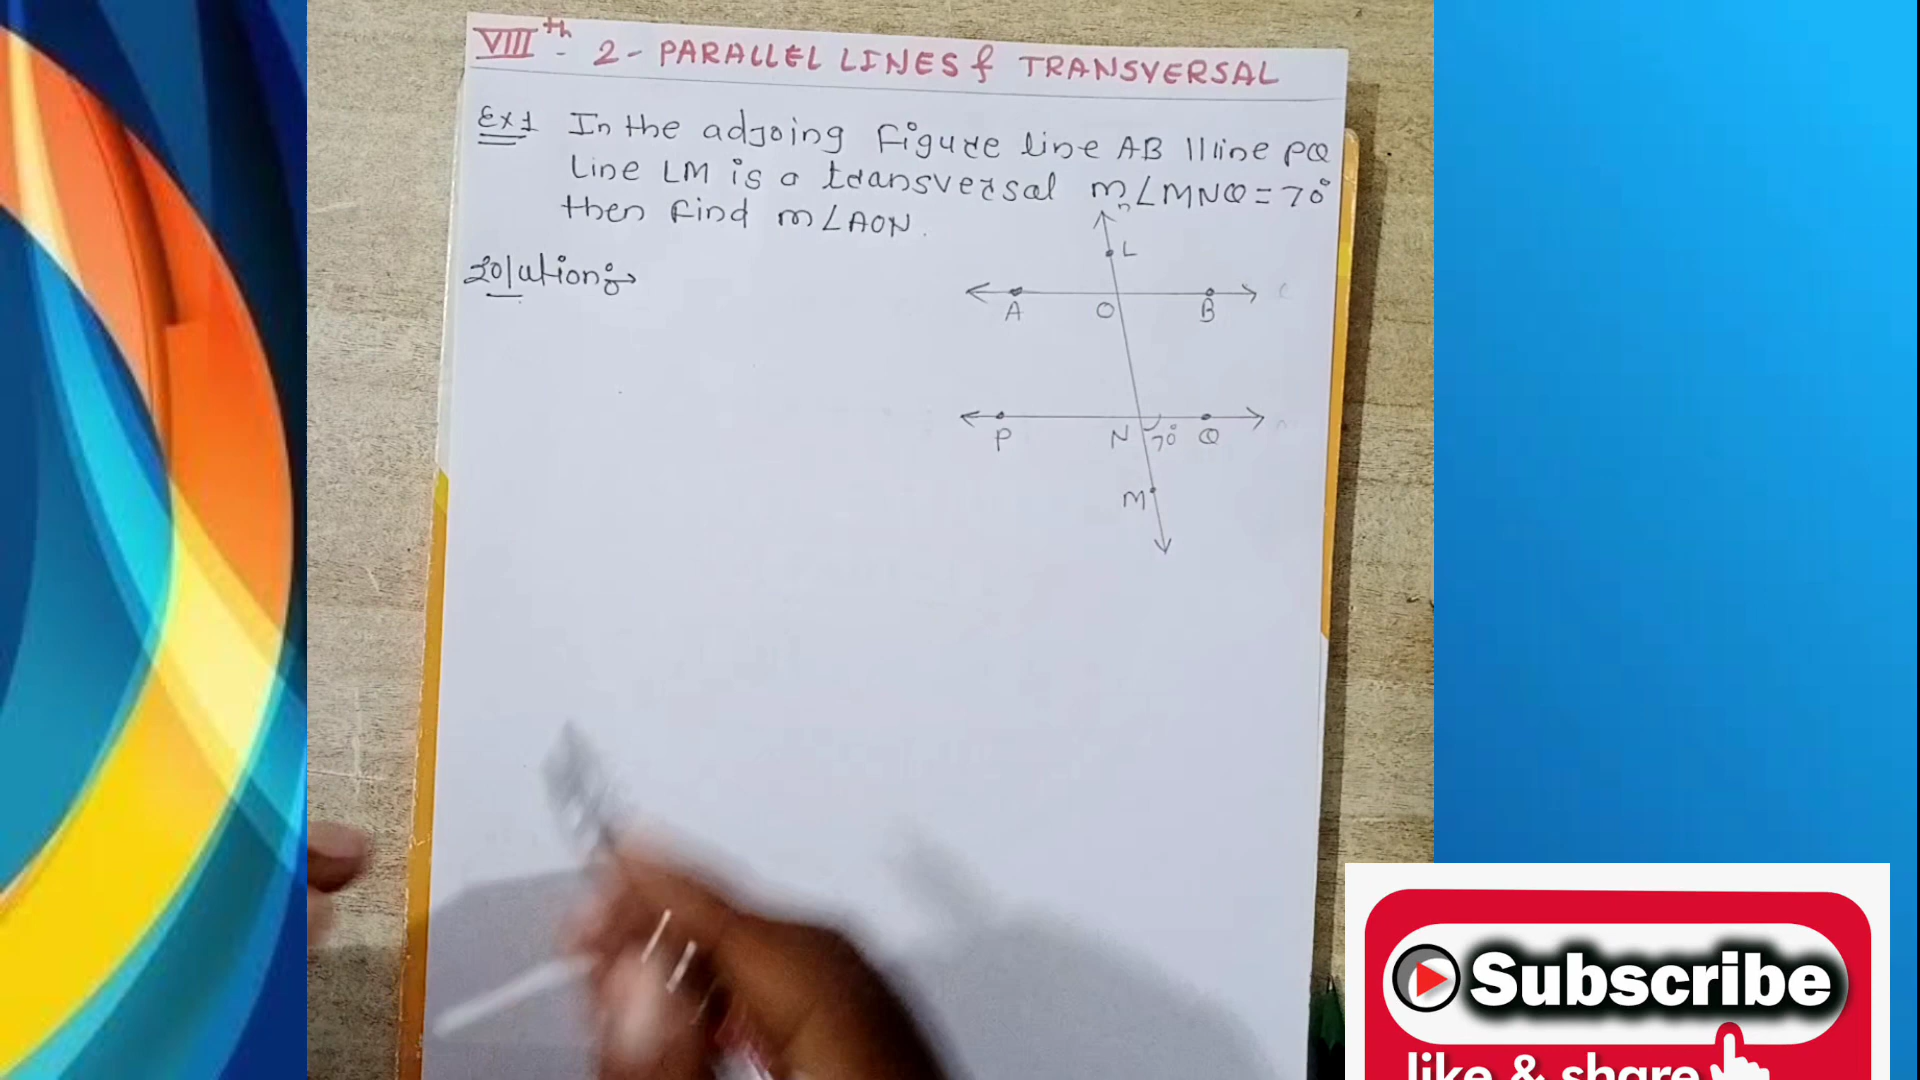 VIIIth - 2 - PARALLEL LINES & TRANSVERSAL
Ex 1 In the adjoing figure line AB || line PQ
Line LM is a transversal m∠MNQ = 70°
then find m∠AON.
Solution:→
n
L
A O B
P N 70° Q
M
Subscribe
like & share